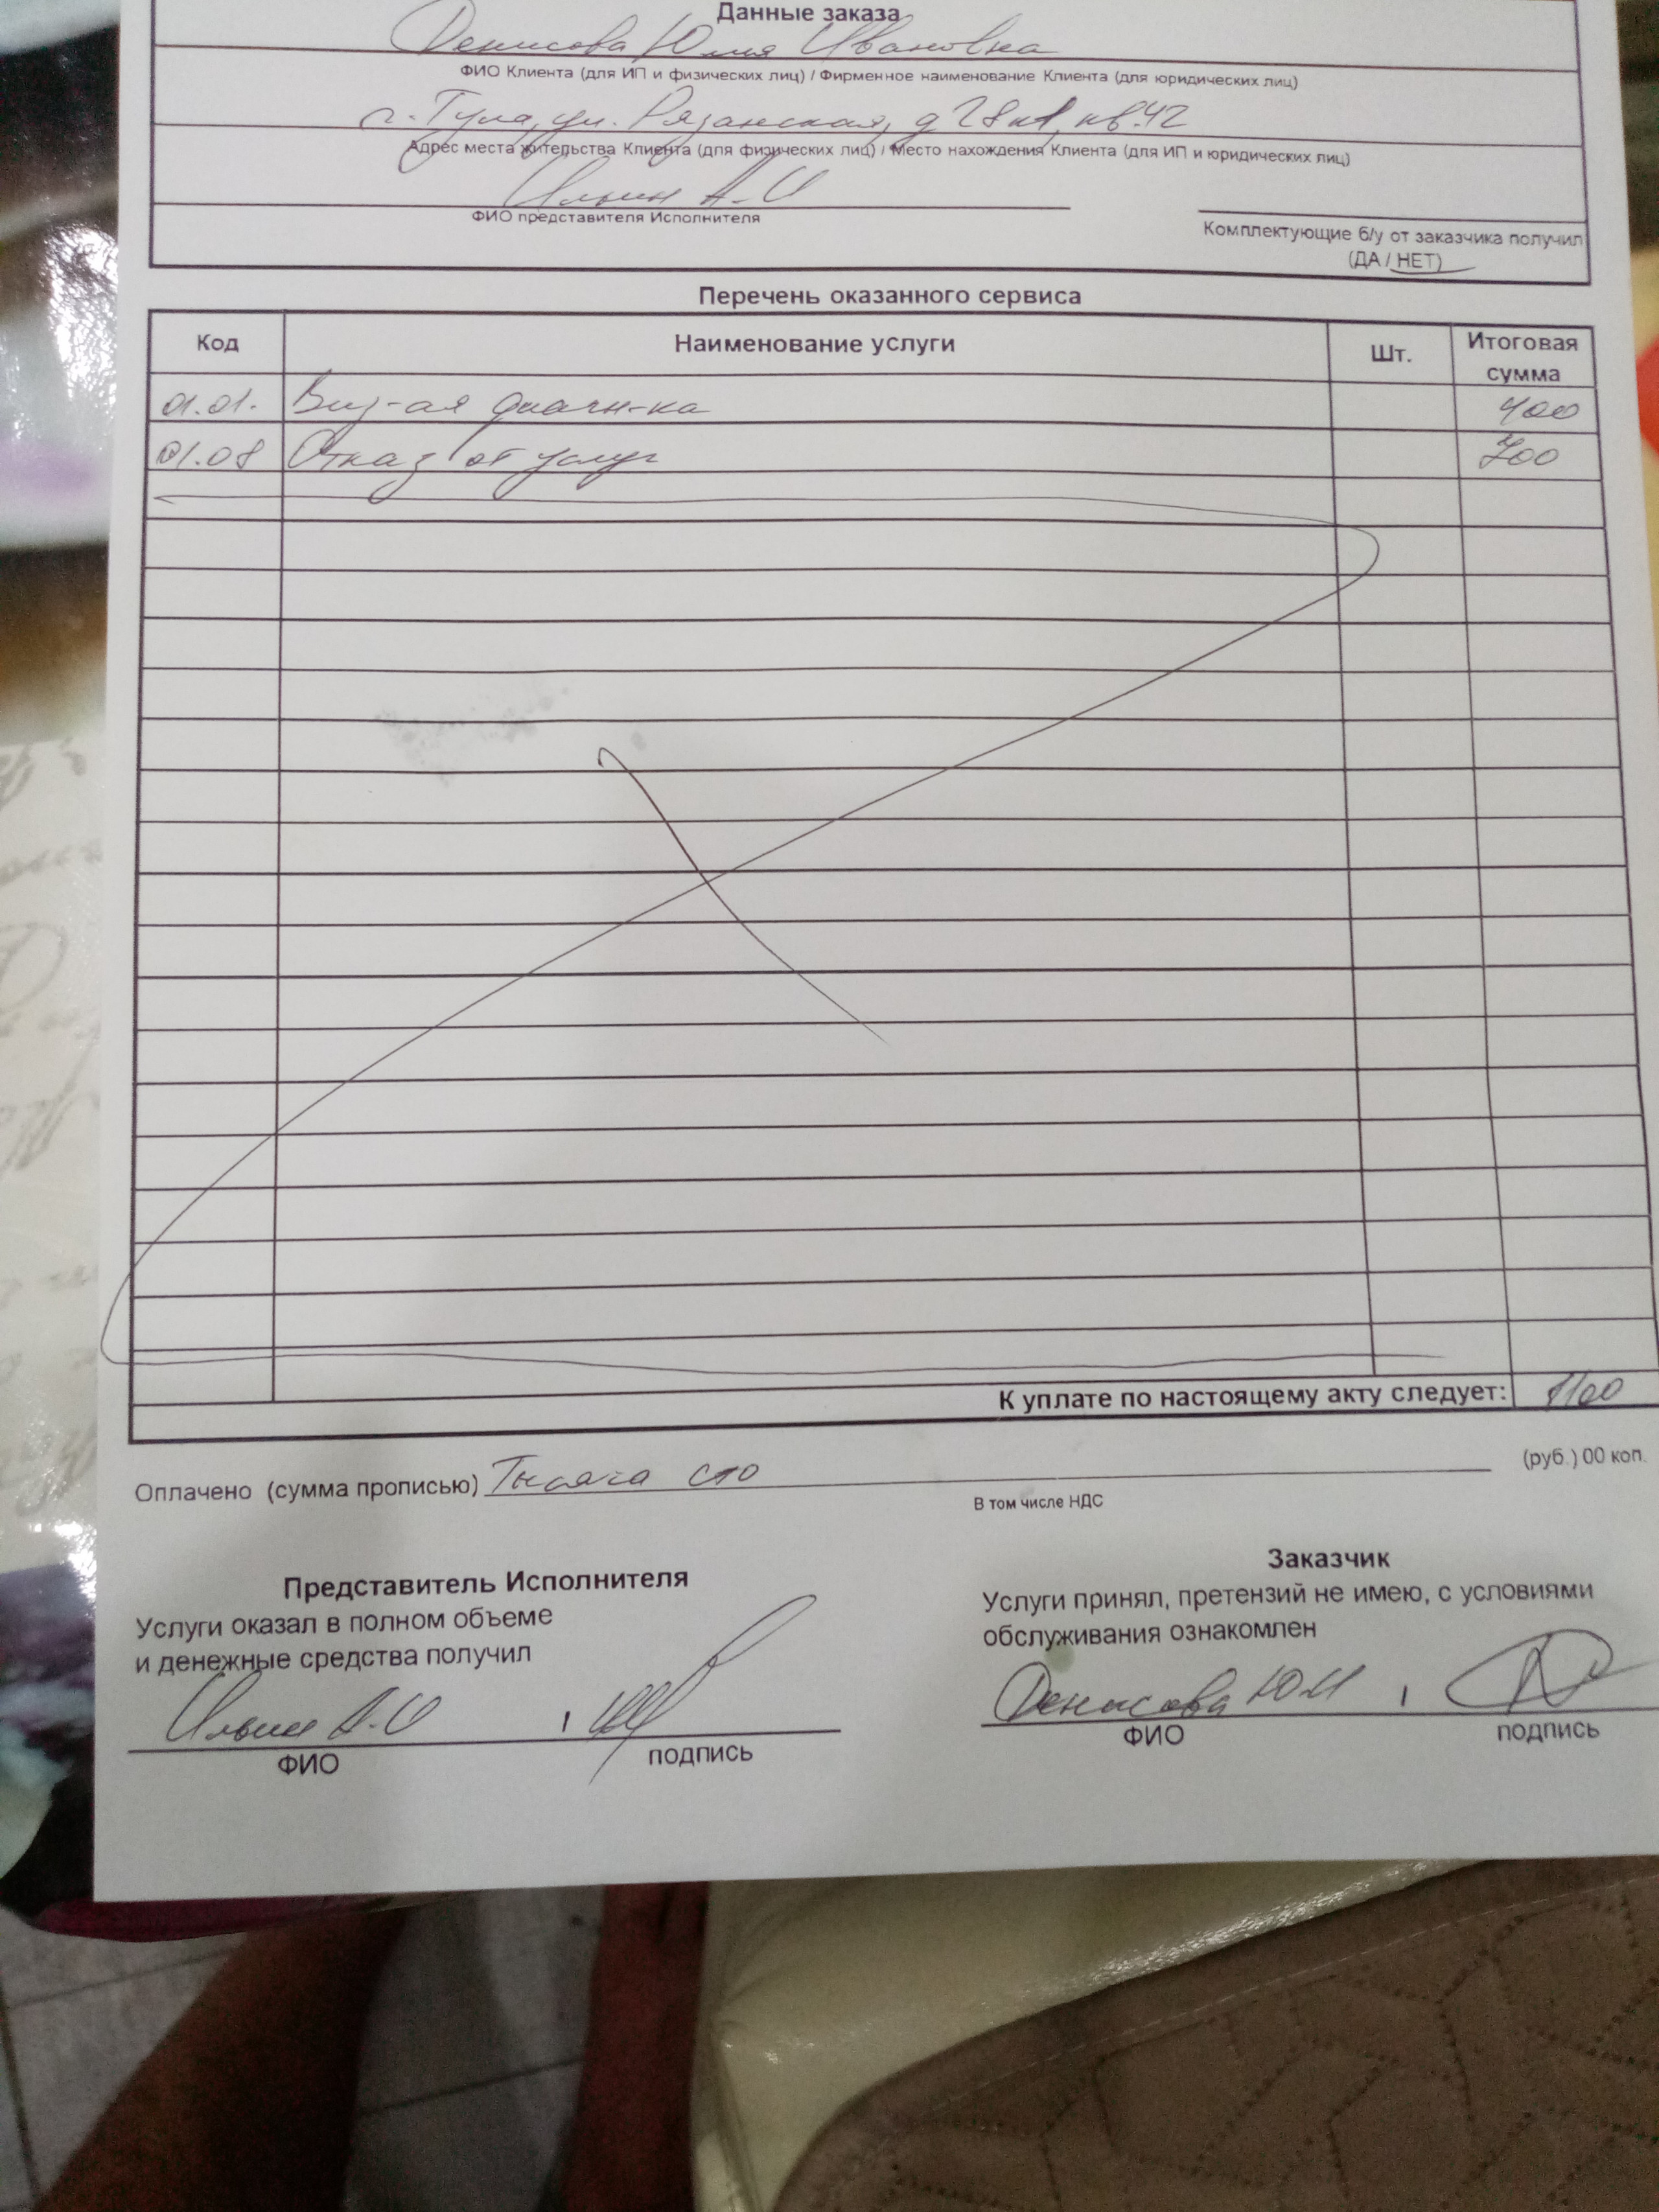 Данные заказа
Денисова Юлия Ивановна
ФИО Клиента (для ИП и физических лиц) / Фирменное наименование Клиента (для юридических лиц)
г. Тула, ул. Рязанская, д 28 к1, кв.42
Адрес места жительства Клиента (для физических лиц) / Место нахождения Клиента (для ИП и юридических лиц)
Ильин А.И
ФИО представителя Исполнителя
Комплектующие б/у от заказчика получил
(ДА / НЕТ)
Перечень оказанного сервиса
Код Наименование услуги Шт. Итоговая сумма
01.01. Виз-ая диагн-ка 400
01.08 Отказ от услуг 700
К уплате по настоящему акту следует: 1100
Оплачено (сумма прописью) Тысяча сто (руб.) 00 коп.
В том числе НДС
Представитель Исполнителя
Услуги оказал в полном объеме
и денежные средства получил
Ильин А.И ,
ФИО подпись
Заказчик
Услуги принял, претензий не имею, с условиями
обслуживания ознакомлен
Денисова Ю.И ,
ФИО подпись